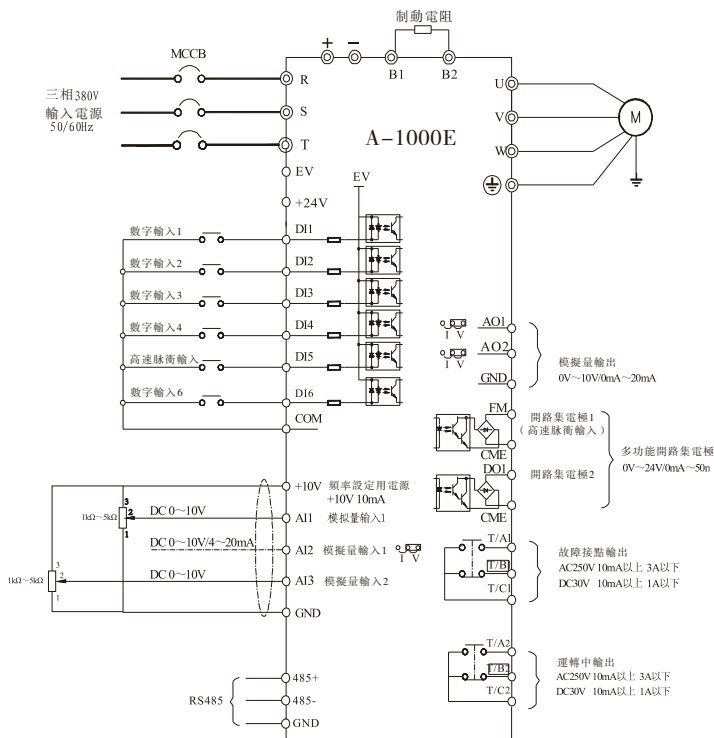 制動電阻
+ −
B1 B2
MCCB
R
三相380V
輸入電源
50/60Hz
S
T
A-1000E
U
V
W
M
EV
+24V
EV
數字輸入1
DI1
數字輸入2
DI2
數字輸入3
DI3
數字輸入4
DI4
高速脉衝輸入
DI5
數字輸入6
DI6
COM
AO1
I V
AO2
I V
GND
模擬量輸出
0V～10V/0mA～20mA
FM
開路集電極1
(高速脉衝輸入)
CME
DO1
開路集電極2
CME
多功能開路集電極
0V～24V/0mA～50n
+10V 頻率設定用電源
+10V 10mA
3
2
1
1kΩ～5kΩ
DC 0～10V
AI1 模拟量輸入1
DC 0～10V/4～20mA
AI2 模擬量輸入1
I V
3
2
1
1kΩ～5kΩ
DC 0～10V
AI3 模擬量輸入2
GND
T/A1
T/B1
T/C1
故障接點輸出
AC250V 10mA以上 3A以下
DC30V 10mA以上 1A以下
T/A2
T/B2
T/C2
運轉中輸出
AC250V 10mA以上 3A以下
DC30V 10mA以上 1A以下
RS485
485+
485-
GND